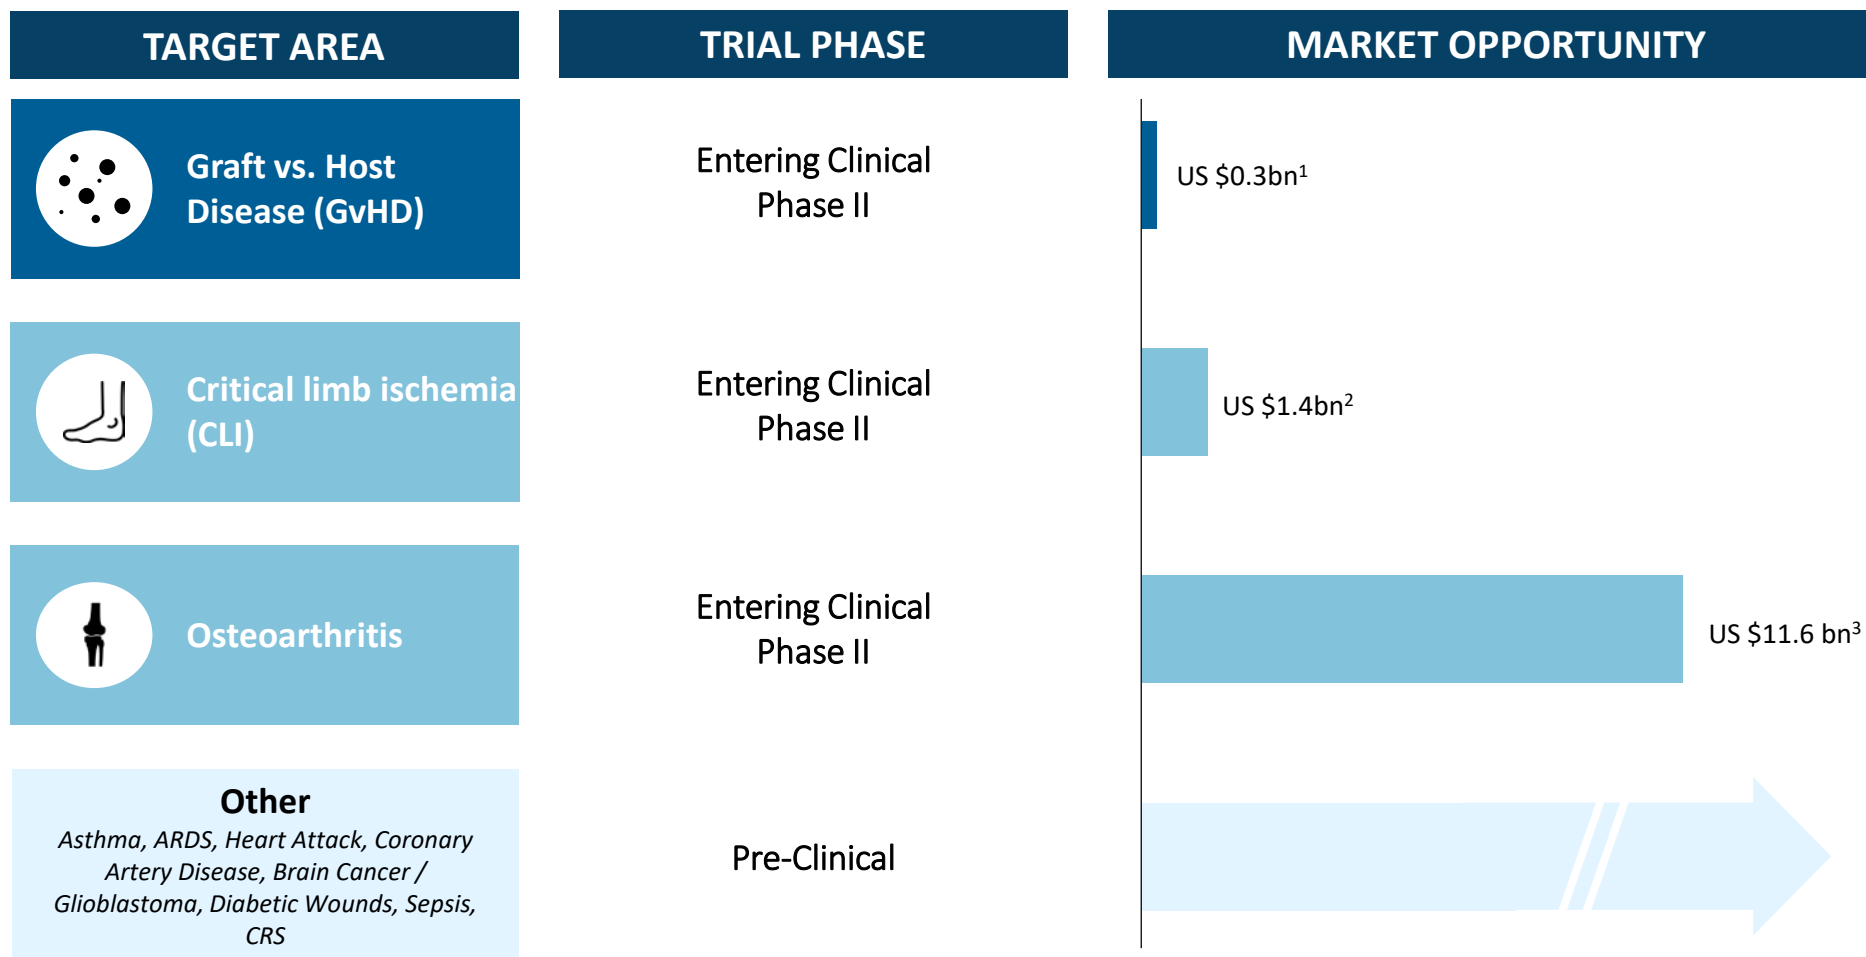 TARGET AREA
TRIAL PHASE
MARKET OPPORTUNITY
Graft vs. Host
Disease (GvHD)
Entering Clinical
Phase II
US $0.3bn¹
Critical limb ischemia
(CLI)
Entering Clinical
Phase II
US $1.4bn²
Osteoarthritis
Entering Clinical
Phase II
US $11.6 bn³
Other
Asthma, ARDS, Heart Attack, Coronary
Artery Disease, Brain Cancer /
Glioblastoma, Diabetic Wounds, Sepsis,
CRS
Pre-Clinical